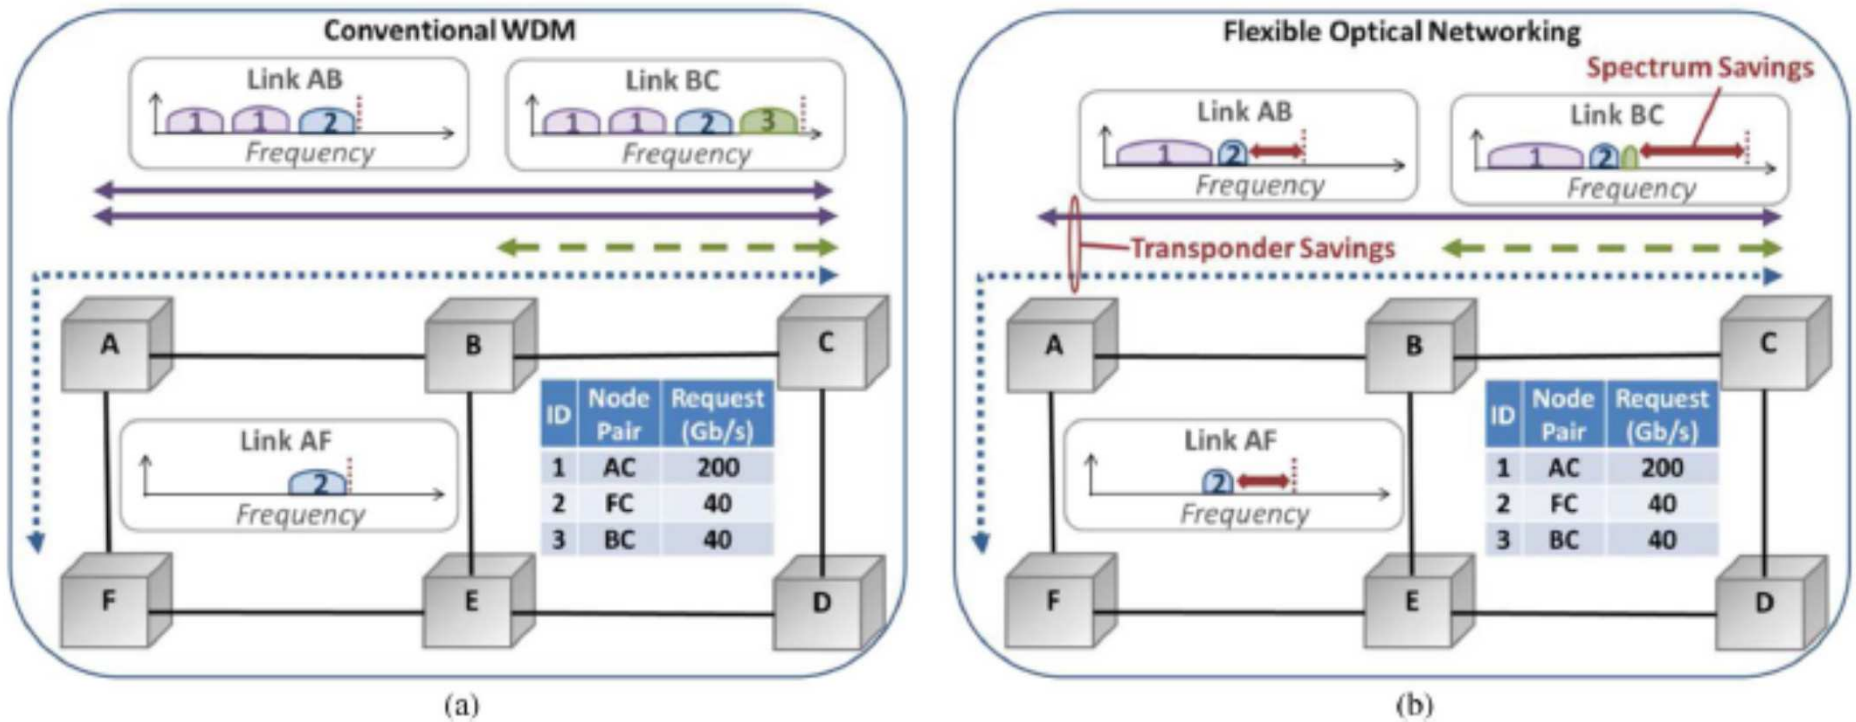 Conventional WDM
Link AB
1 1 2
Frequency
Link BC
1 1 2 3
Frequency
A
B
C
Link AF
2
Frequency
ID Node Pair Request (Gb/s)
1 AC 200
2 FC 40
3 BC 40
F
E
D
(a)
Flexible Optical Networking
Spectrum Savings
Link AB
1 2
Frequency
Link BC
1 2
Frequency
Transponder Savings
A
B
C
Link AF
2
Frequency
ID Node Pair Request (Gb/s)
1 AC 200
2 FC 40
3 BC 40
F
E
D
(b)